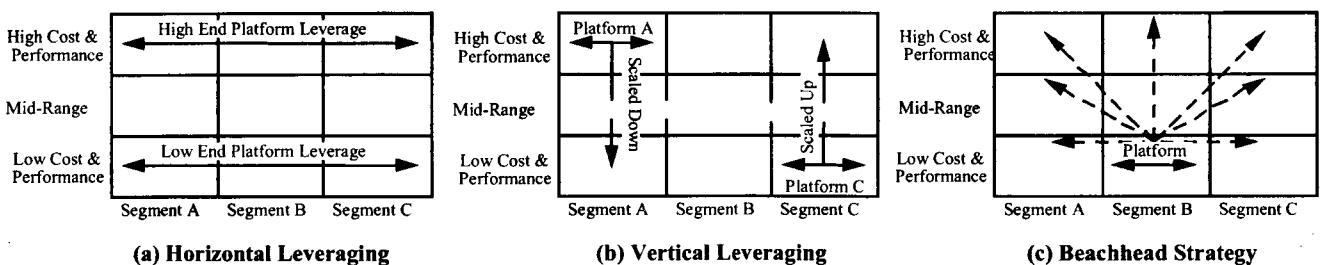 High Cost &
Performance
Mid-Range
Low Cost &
Performance
High End Platform Leverage
Low End Platform Leverage
Segment A
Segment B
Segment C
(a) Horizontal Leveraging
High Cost &
Performance
Mid-Range
Low Cost &
Performance
Platform A
Scaled Down
Scaled Up
Platform C
Segment A
Segment B
Segment C
(b) Vertical Leveraging
High Cost &
Performance
Mid-Range
Low Cost &
Performance
Platform
Segment A
Segment B
Segment C
(c) Beachhead Strategy